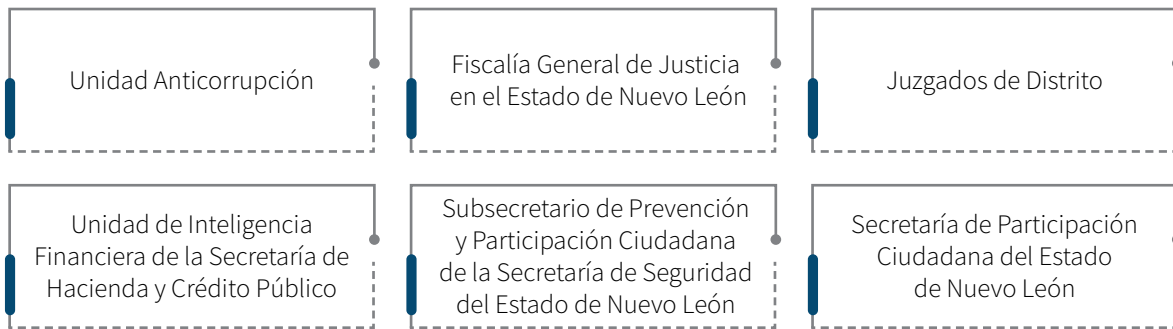 Unidad Anticorrupción
Fiscalía General de Justicia
en el Estado de Nuevo León
Juzgados de Distrito
Unidad de Inteligencia
Financiera de la Secretaría de
Hacienda y Crédito Público
Subsecretario de Prevención
y Participación Ciudadana
de la Secretaría de Seguridad
del Estado de Nuevo León
Secretaría de Participación
Ciudadana del Estado
de Nuevo León